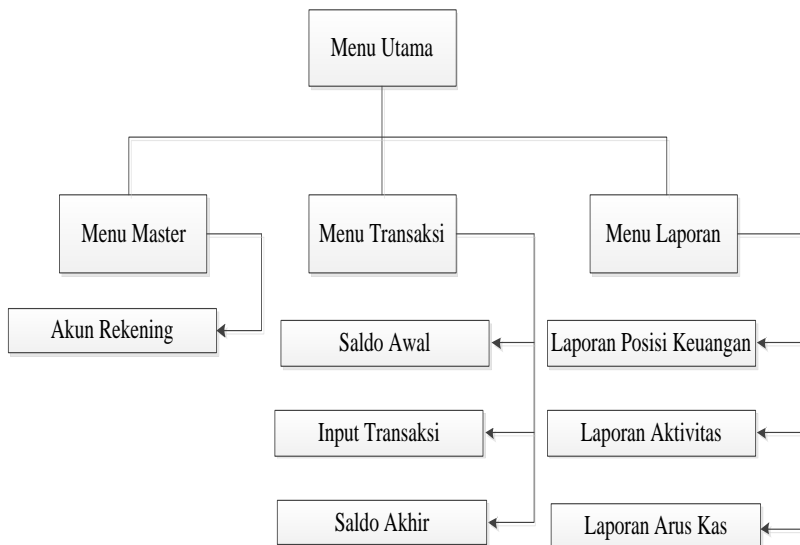 Menu Utama
Menu Master
Menu Transaksi
Menu Laporan
Akun Rekening
Saldo Awal
Laporan Posisi Keuangan
Input Transaksi
Laporan Aktivitas
Saldo Akhir
Laporan Arus Kas